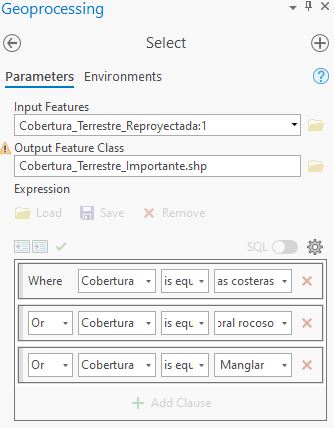 Geoprocessing
Select
Parameters Environments
Input Features
Cobertura_Terrestre_Reproyectada:1
Output Feature Class
Cobertura_Terrestre_Importante.shp
Expression
Load Save Remove
SQL
Where Cobertura is equ as costeras
Or Cobertura is equ oral rocoso
Or Cobertura is equ Manglar
Add Clause